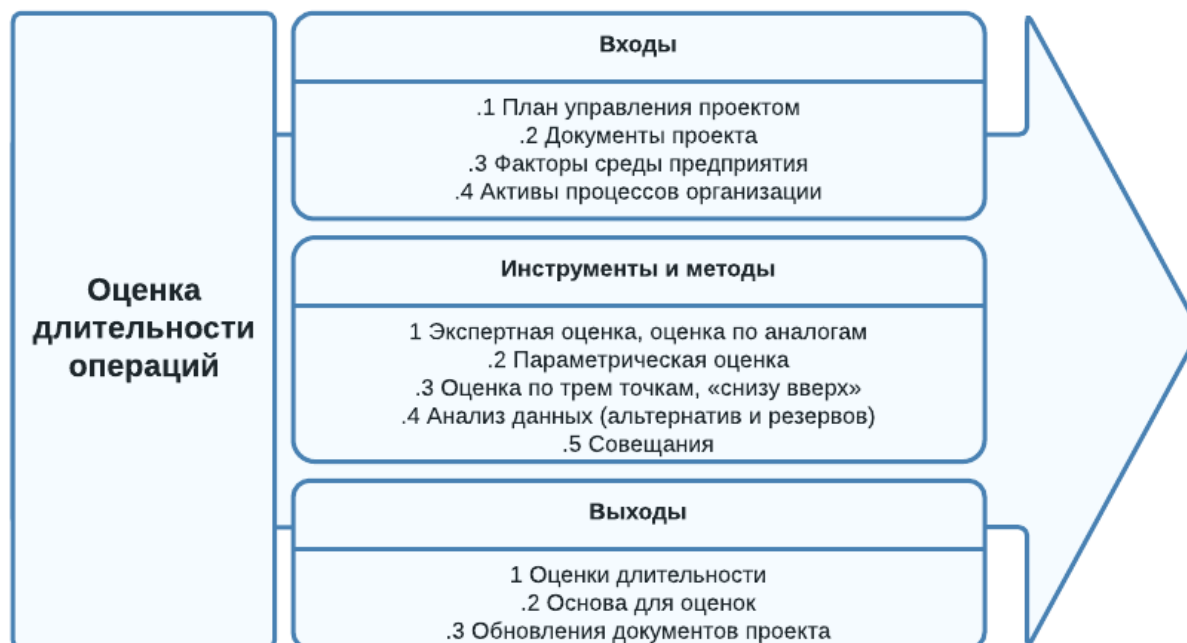 Оценка
длительности
операций
Входы
.1 План управления проектом
.2 Документы проекта
.3 Факторы среды предприятия
.4 Активы процессов организации
Инструменты и методы
1 Экспертная оценка, оценка по аналогам
.2 Параметрическая оценка
.3 Оценка по трем точкам, «снизу вверх»
.4 Анализ данных (альтернатив и резервов)
.5 Совещания
Выходы
1 Оценки длительности
.2 Основа для оценок
.3 Обновления документов проекта